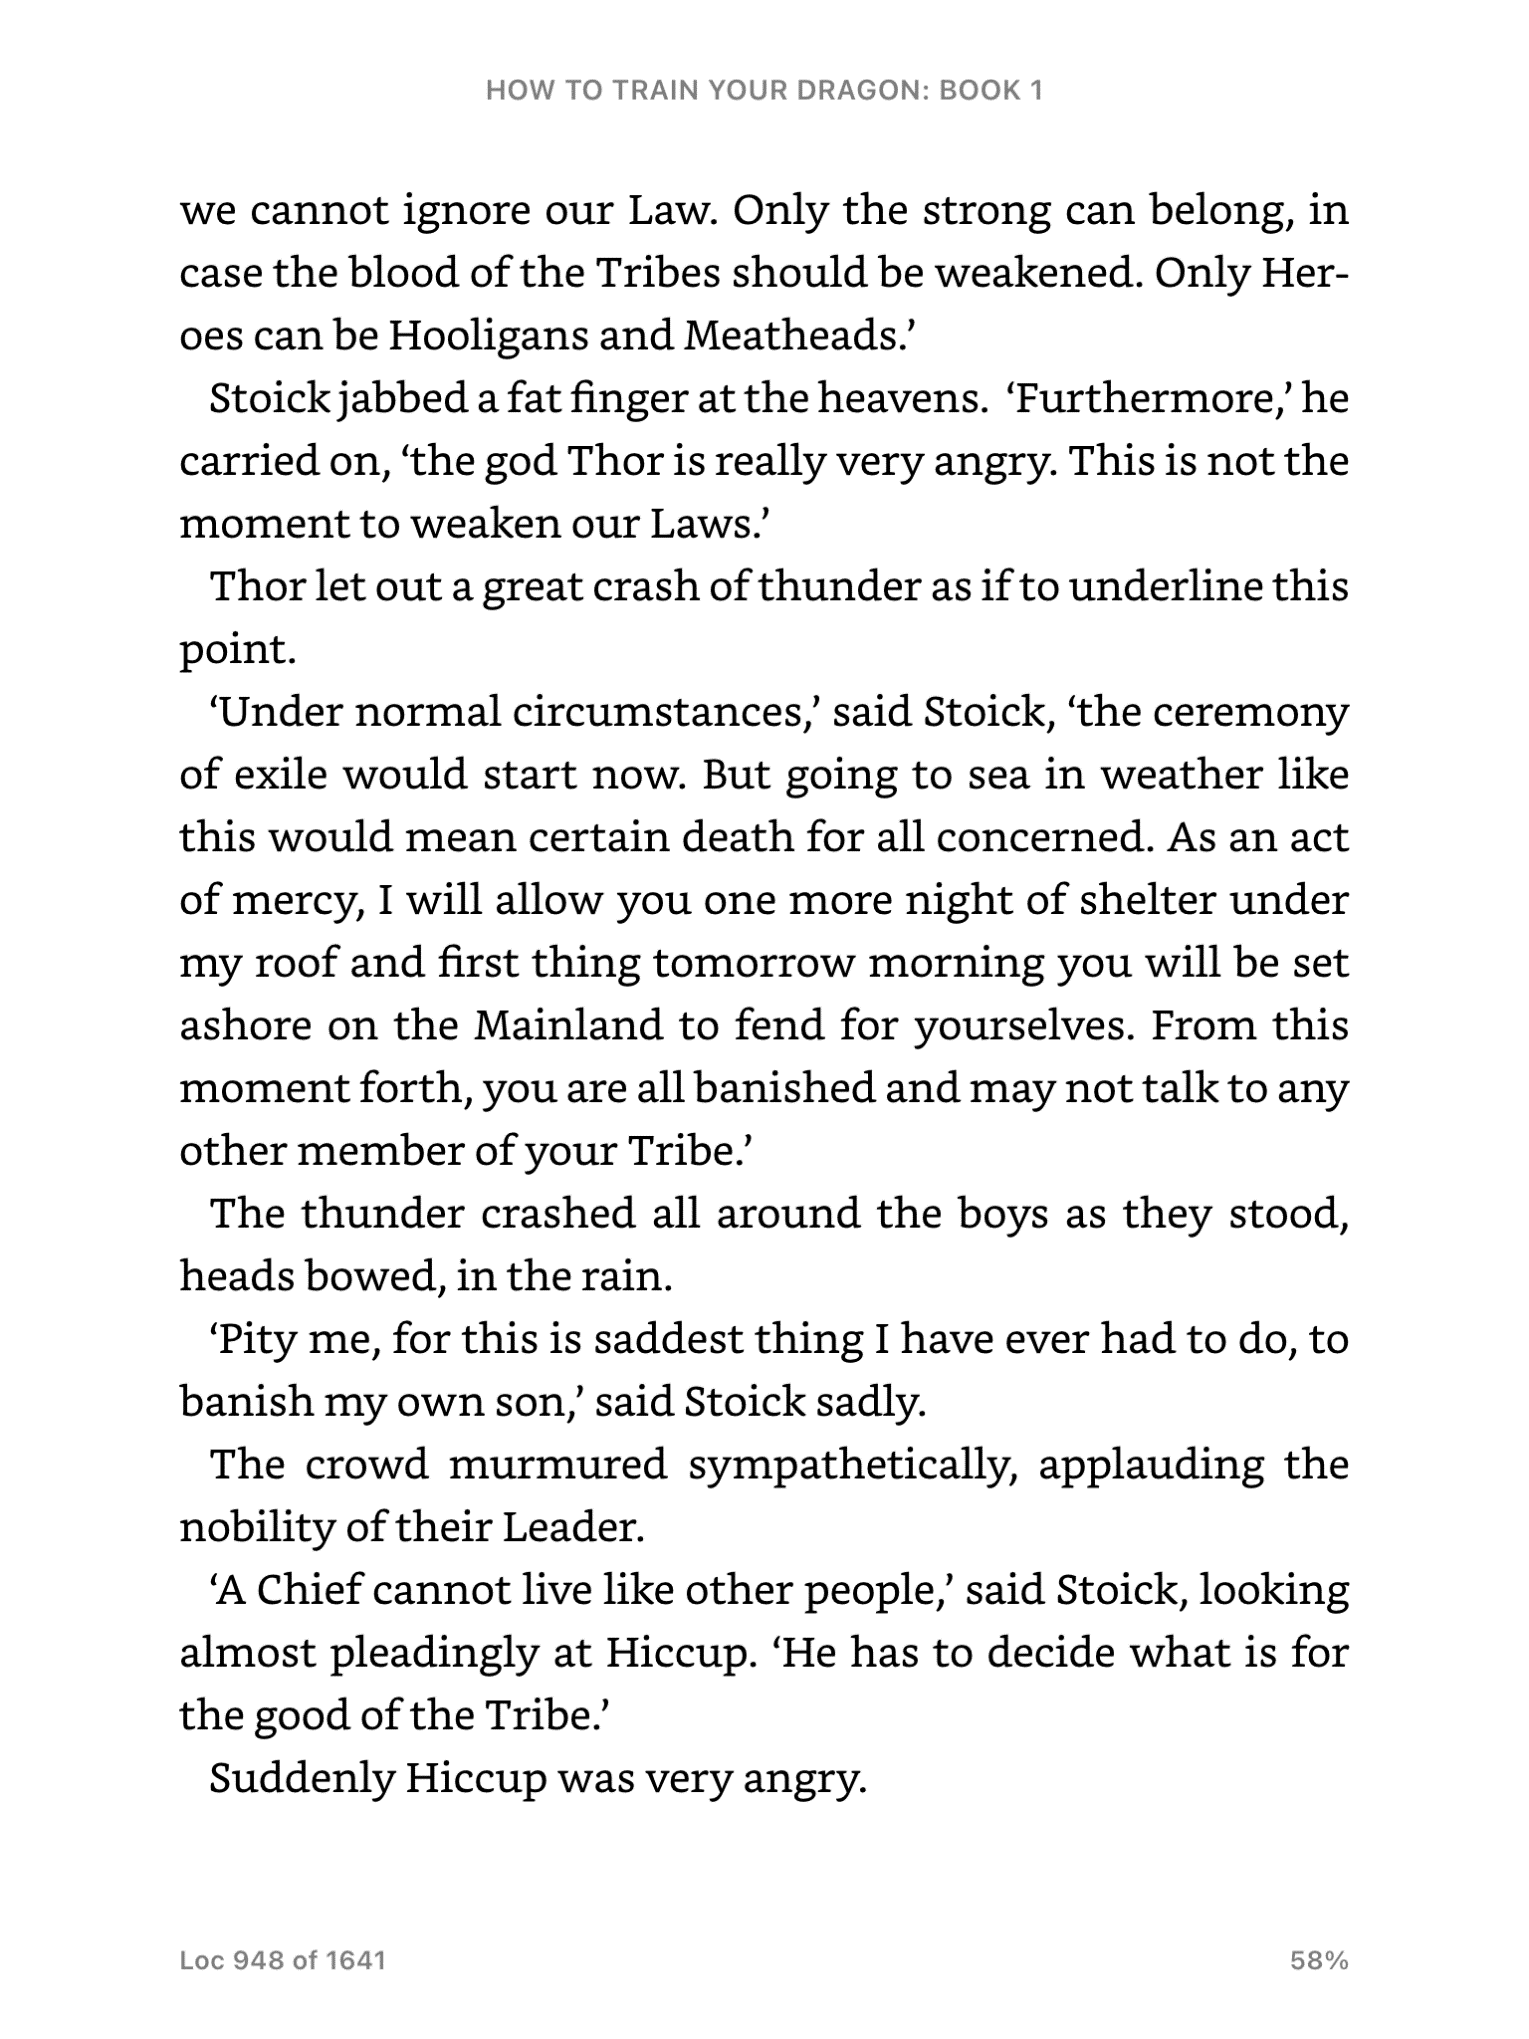 HOW TO TRAIN YOUR DRAGON: BOOK 1
we cannot ignore our Law. Only the strong can belong, in
case the blood of the Tribes should be weakened. Only Her-
oes can be Hooligans and Meatheads.’
Stoick jabbed a fat finger at the heavens. ‘Furthermore,’ he
carried on, ‘the god Thor is really very angry. This is not the
moment to weaken our Laws.’
Thor let out a great crash of thunder as if to underline this
point.
‘Under normal circumstances,’ said Stoick, ‘the ceremony
of exile would start now. But going to sea in weather like
this would mean certain death for all concerned. As an act
of mercy, I will allow you one more night of shelter under
my roof and first thing tomorrow morning you will be set
ashore on the Mainland to fend for yourselves. From this
moment forth, you are all banished and may not talk to any
other member of your Tribe.’
The thunder crashed all around the boys as they stood,
heads bowed, in the rain.
‘Pity me, for this is saddest thing I have ever had to do, to
banish my own son,’ said Stoick sadly.
The crowd murmured sympathetically, applauding the
nobility of their Leader.
‘A Chief cannot live like other people,’ said Stoick, looking
almost pleadingly at Hiccup. ‘He has to decide what is for
the good of the Tribe.’
Suddenly Hiccup was very angry.
Loc 948 of 1641
58%